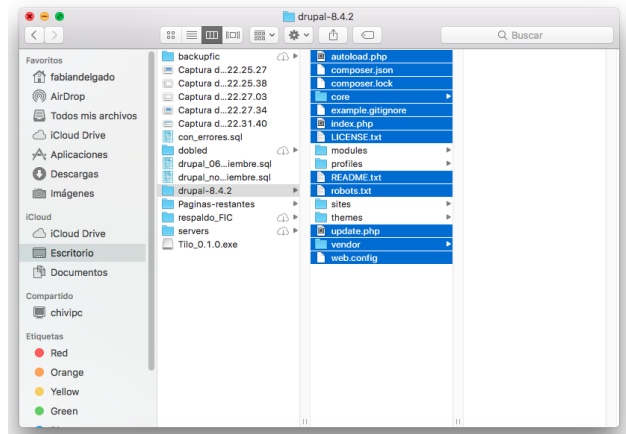 drupal-8.4.2
Buscar
Favoritos
fabiandelgado
AirDrop
Todos mis archivos
iCloud Drive
Aplicaciones
Descargas
Imágenes
iCloud
iCloud Drive
Escritorio
Documentos
Compartido
chivipc
Etiquetas
Red
Orange
Yellow
Green
backupfic
Captura d...22.25.27
Captura d...22.25.38
Captura d...22.27.03
Captura d...22.27.34
Captura d...22.31.40
con_errores.sql
dobled
drupal_06...iembre.sql
drupal_no...iembre.sql
drupal-8.4.2
Paginas-restantes
respaldo_FIC
servers
Tilo_0.1.0.exe
autoload.php
composer.json
composer.lock
core
example.gitignore
index.php
LICENSE.txt
modules
profiles
README.txt
robots.txt
sites
themes
update.php
vendor
web.config